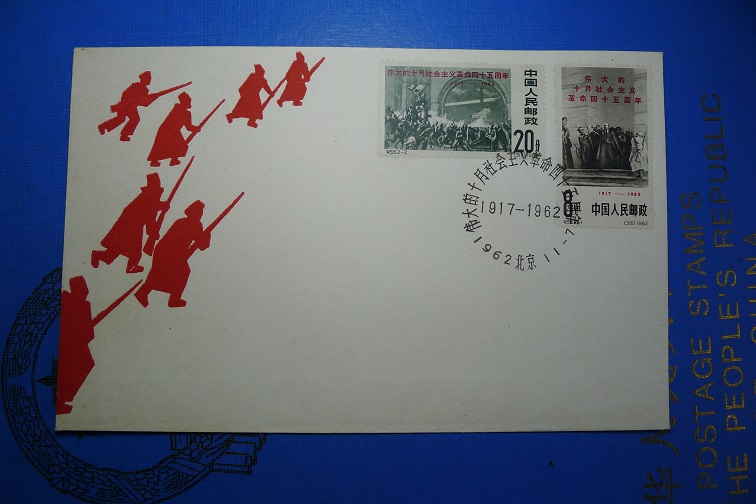 伟大的十月社会主义革命四十五周年
1917—1962
中国人民邮政
20分
伟大的
十月社会主义
革命四十五周年
1917—1962
8
中国人民邮政
伟大的十月社会主义革命四十五
1917—1962
1962北京11-7
POSTAGE STAMPS
THE PEOPLE'S REPUBLIC
CHINA